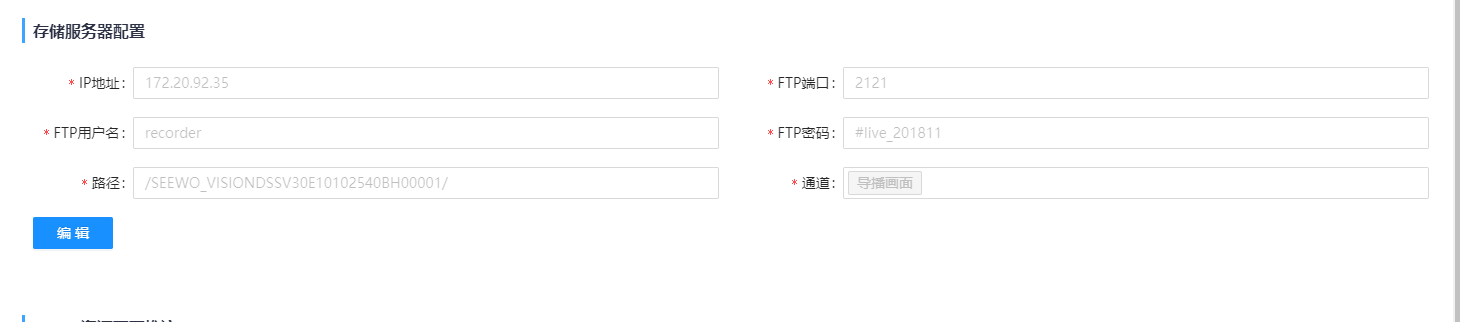 存储服务器配置
* IP地址: 172.20.92.35
* FTP端口: 2121
* FTP用户名: recorder
* FTP密码: #live_201811
* 路径: /SEEWO_VISIONDSSV30E10102540BH00001/
* 通道: 导播画面
编 辑